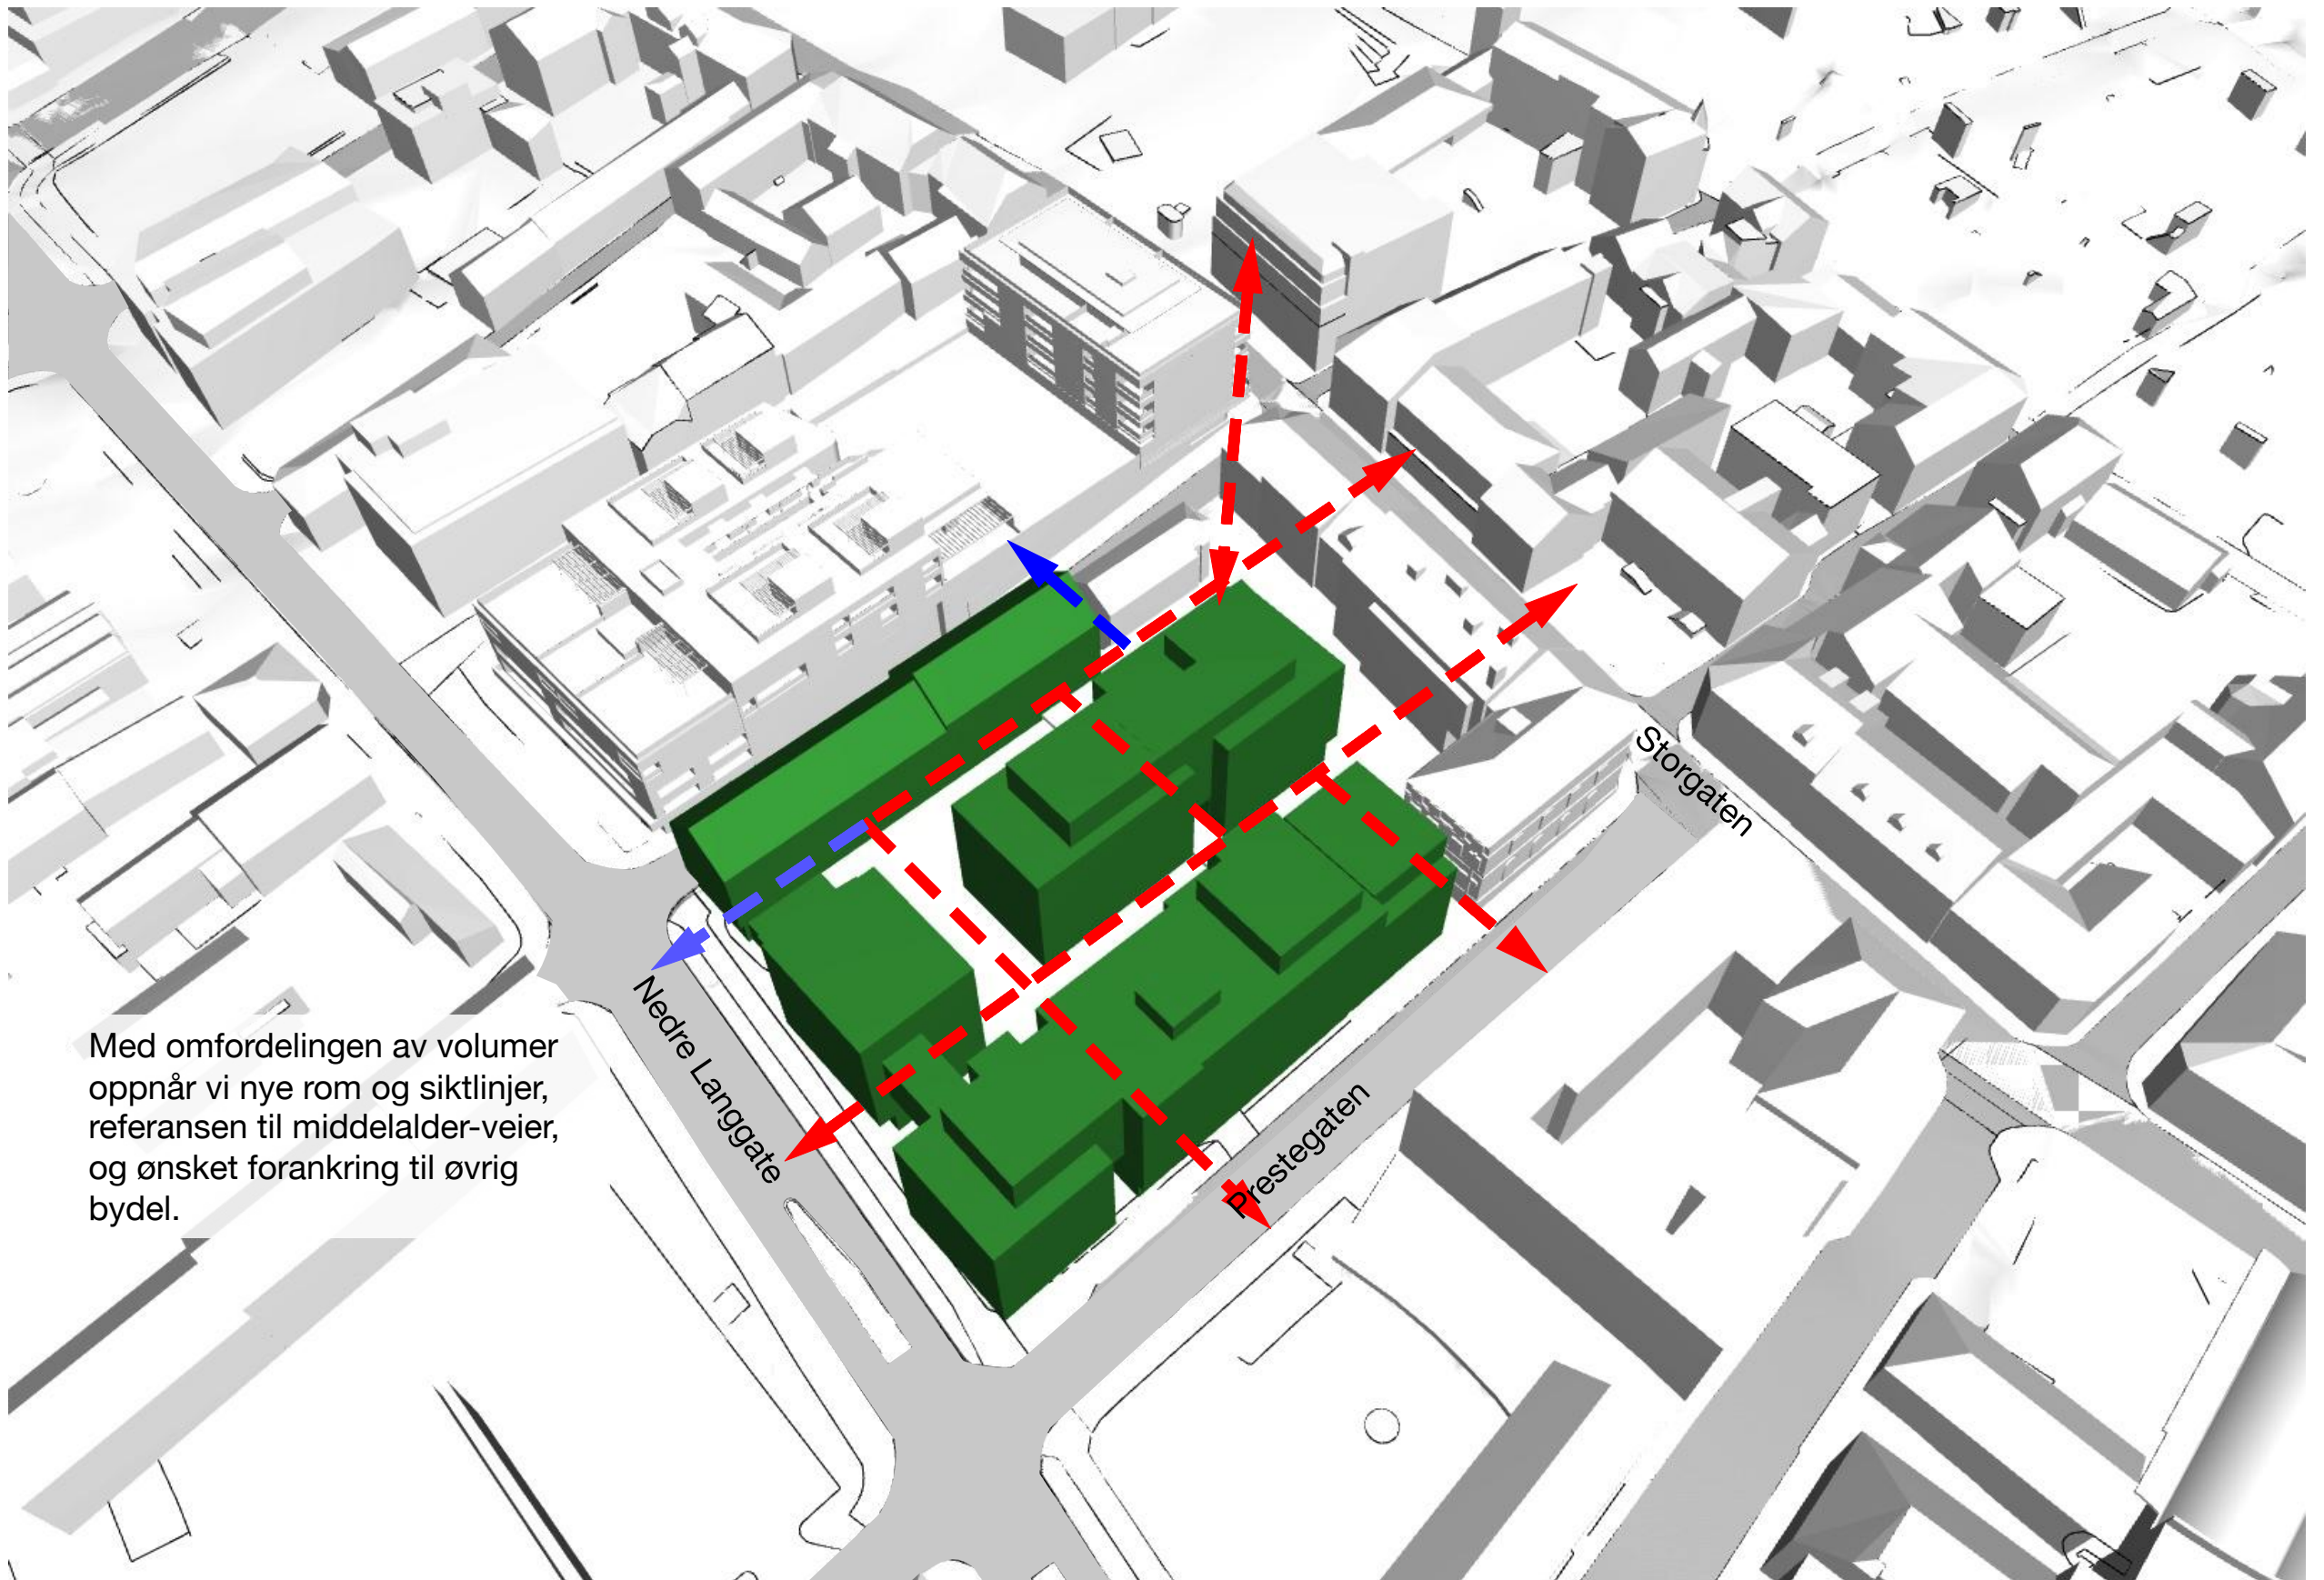 Storgaten
Nedre Langgate
Med omfordelingen av volumer
oppnår vi nye rom og siktlinjer,
referansen til middelalder-veier,
og ønsket forankring til øvrig
bydel.
Prestegaten